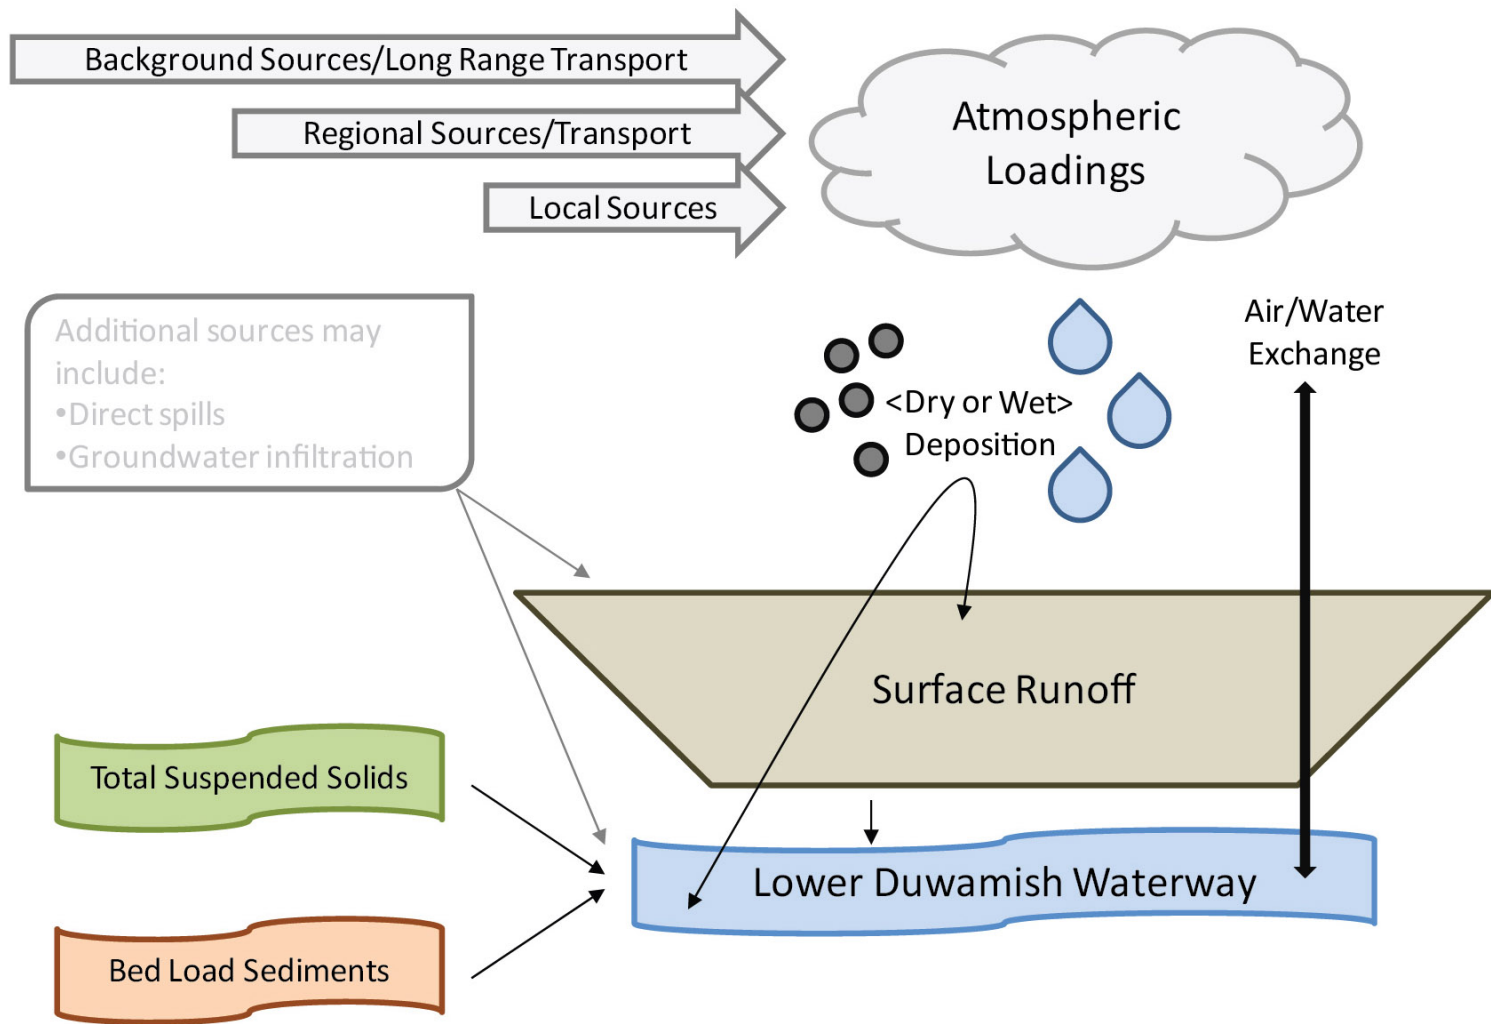 Background Sources/Long Range Transport
Regional Sources/Transport
Local Sources
Atmospheric
Loadings
Additional sources may
include:
•Direct spills
•Groundwater infiltration
<Dry or Wet>
Deposition
Air/Water
Exchange
Surface Runoff
Total Suspended Solids
Lower Duwamish Waterway
Bed Load Sediments